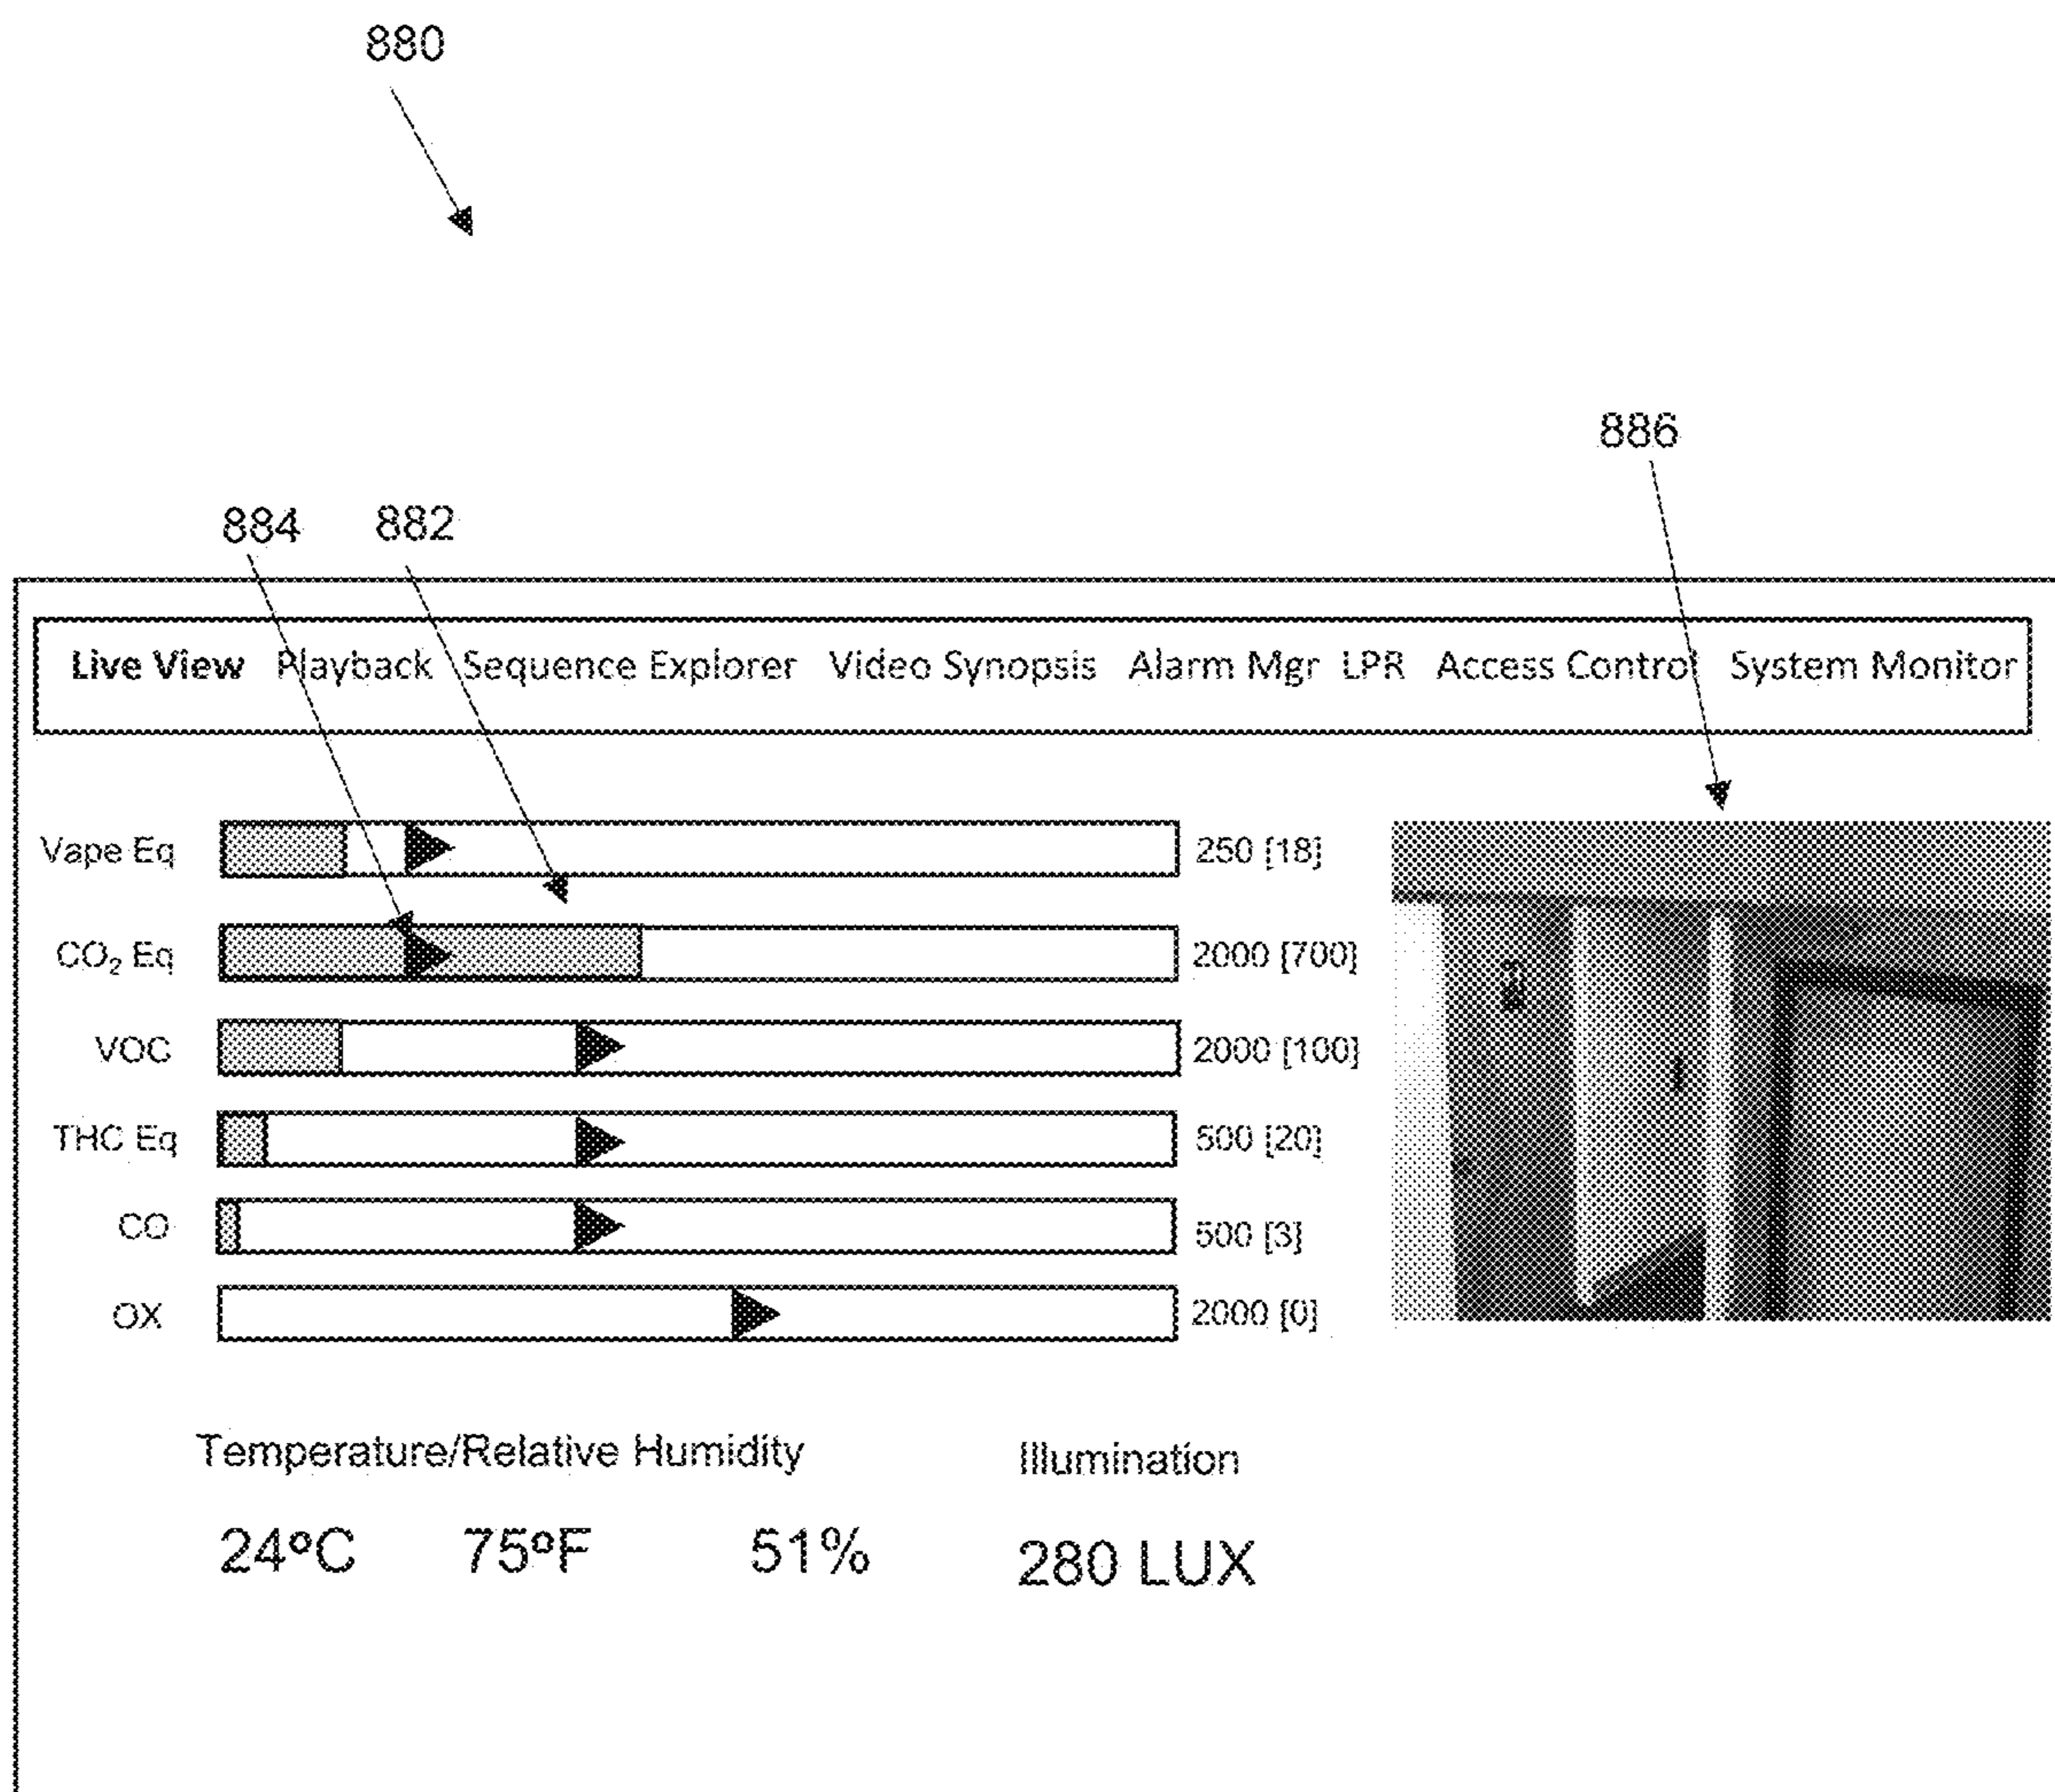 880
886
884 882
Live View Playback Sequence Explorer Video Synopsis Alarm Mgr LPR Access Control System Monitor
Vape Eq 250 [18]
CO₂ Eq 2000 [700]
VOC 2000 [100]
THC Eq 500 [20]
CO 500 [3]
OX 2000 [0]
Temperature/Relative Humidity Illumination
24ºC 75ºF 51% 280 LUX